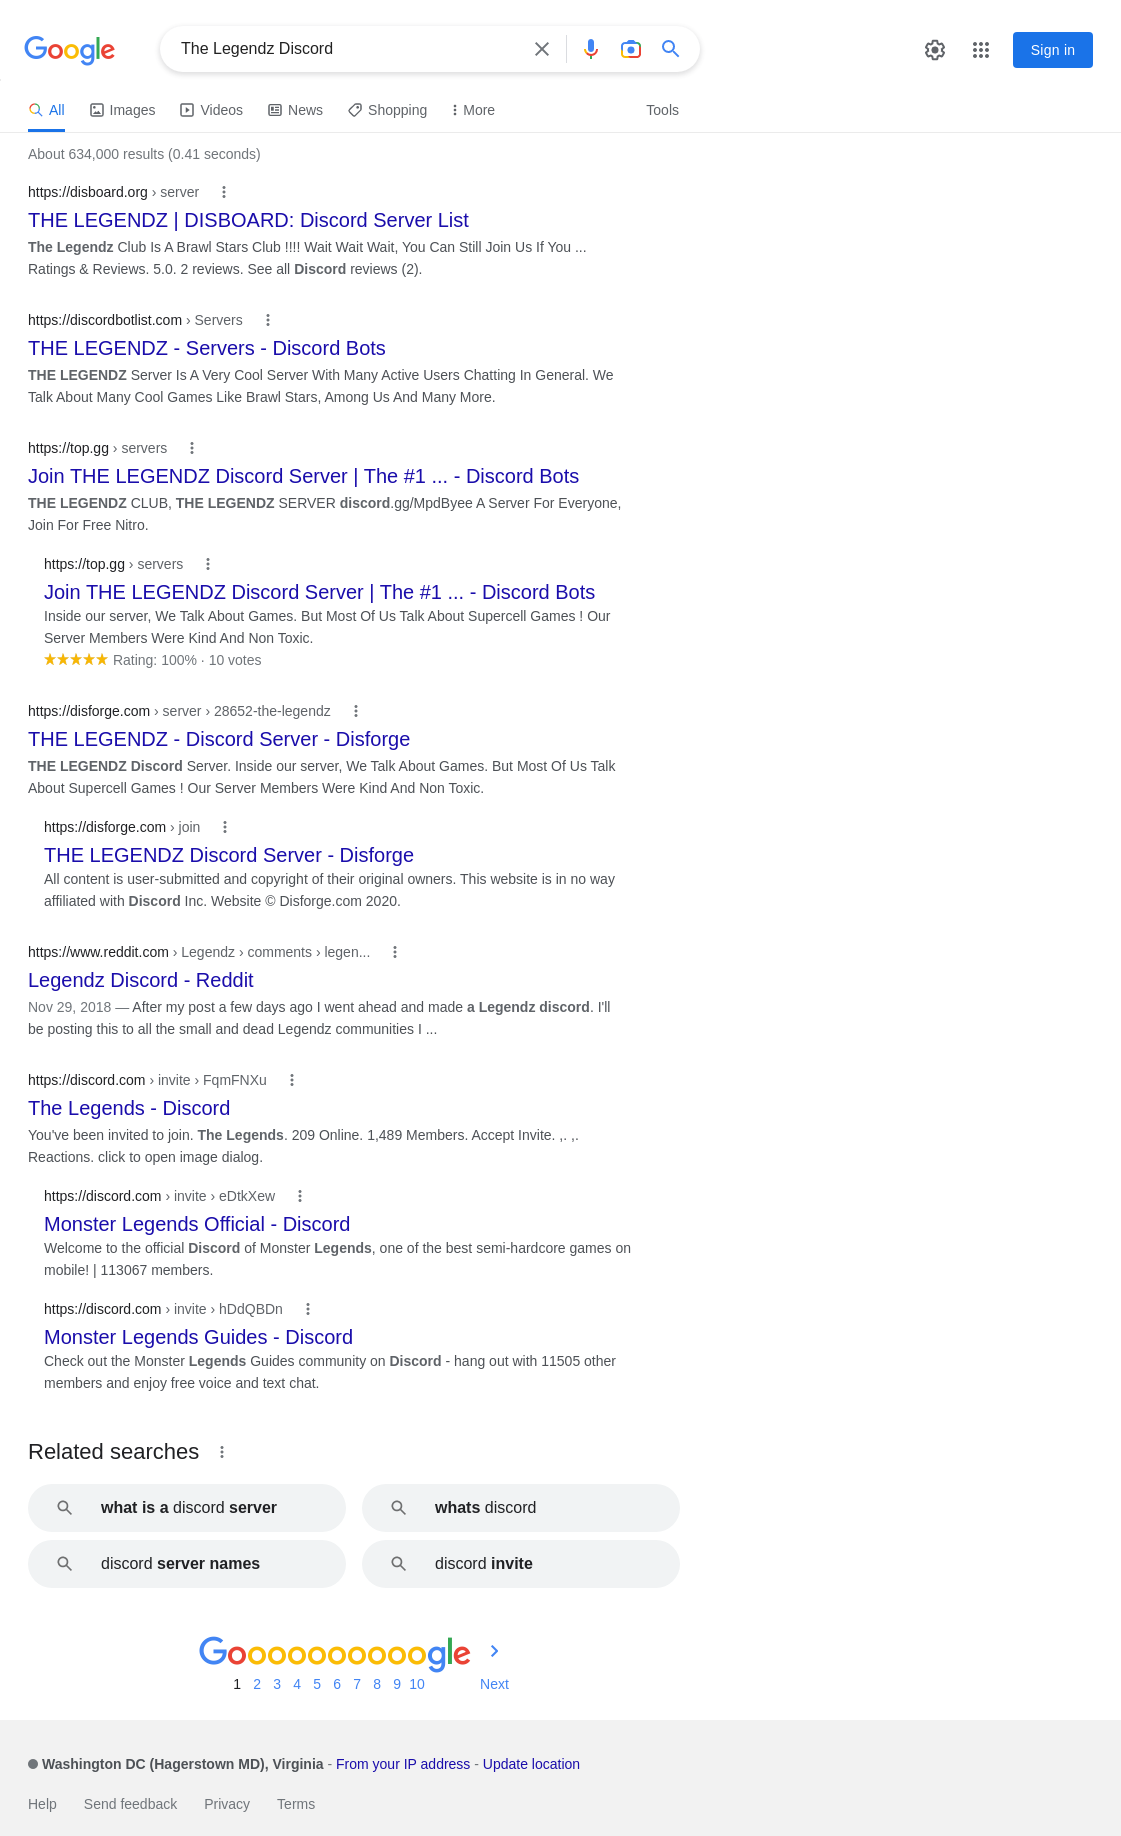 Google
The Legendz Discord
Sign in
All Images Videos News Shopping More Tools
About 634,000 results (0.41 seconds)
https://disboard.org › server
THE LEGENDZ | DISBOARD: Discord Server List
The Legendz Club Is A Brawl Stars Club !!!! Wait Wait Wait, You Can Still Join Us If You ...
Ratings & Reviews. 5.0. 2 reviews. See all Discord reviews (2).
https://discordbotlist.com › Servers
THE LEGENDZ - Servers - Discord Bots
THE LEGENDZ Server Is A Very Cool Server With Many Active Users Chatting In General. We
Talk About Many Cool Games Like Brawl Stars, Among Us And Many More.
https://top.gg › servers
Join THE LEGENDZ Discord Server | The #1 ... - Discord Bots
THE LEGENDZ CLUB, THE LEGENDZ SERVER discord.gg/MpdByee A Server For Everyone,
Join For Free Nitro.
https://top.gg › servers
Join THE LEGENDZ Discord Server | The #1 ... - Discord Bots
Inside our server, We Talk About Games. But Most Of Us Talk About Supercell Games ! Our
Server Members Were Kind And Non Toxic.
Rating: 100% · 10 votes
https://disforge.com › server › 28652-the-legendz
THE LEGENDZ - Discord Server - Disforge
THE LEGENDZ Discord Server. Inside our server, We Talk About Games. But Most Of Us Talk
About Supercell Games ! Our Server Members Were Kind And Non Toxic.
https://disforge.com › join
THE LEGENDZ Discord Server - Disforge
All content is user-submitted and copyright of their original owners. This website is in no way
affiliated with Discord Inc. Website © Disforge.com 2020.
https://www.reddit.com › Legendz › comments › legen...
Legendz Discord - Reddit
Nov 29, 2018 — After my post a few days ago I went ahead and made a Legendz discord. I'll
be posting this to all the small and dead Legendz communities I ...
https://discord.com › invite › FqmFNXu
The Legends - Discord
You've been invited to join. The Legends. 209 Online. 1,489 Members. Accept Invite. ,. ,.
Reactions. click to open image dialog.
https://discord.com › invite › eDtkXew
Monster Legends Official - Discord
Welcome to the official Discord of Monster Legends, one of the best semi-hardcore games on
mobile! | 113067 members.
https://discord.com › invite › hDdQBDn
Monster Legends Guides - Discord
Check out the Monster Legends Guides community on Discord - hang out with 11505 other
members and enjoy free voice and text chat.
Related searches
what is a discord server
whats discord
discord server names
discord invite
Goooooooooogle
1 2 3 4 5 6 7 8 9 10 Next
Washington DC (Hagerstown MD), Virginia - From your IP address - Update location
Help Send feedback Privacy Terms